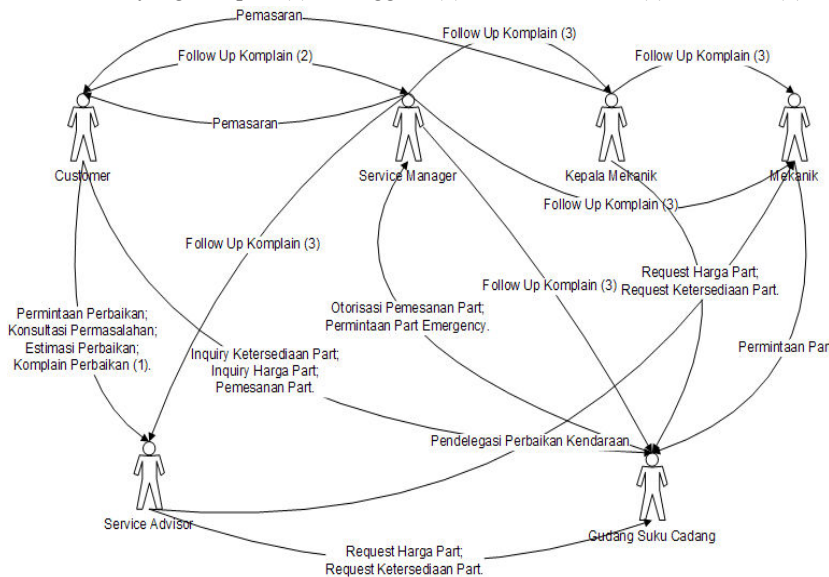 Pemasaran
Follow Up Komplain (3)
Follow Up Komplain (2)
Follow Up Komplain (3)
Pemasaran
Customer
Service Manager
Kepala Mekanik
Mekanik
Follow Up Komplain (3)
Follow Up Komplain (3)
Request Harga Part;
Request Ketersediaan Part.
Follow Up Komplain (3)
Permintaan Perbaikan;
Konsultasi Permasalahan;
Estimasi Perbaikan;
Komplain Perbaikan (1).
Otorisasi Pemesanan Part;
Permintaan Part Emergency.
Inquiry Ketersediaan Part;
Inquiry Harga Part;
Pemesanan Part.
Permintaan Par
Pendelegasi Perbaikan Kendaraan
Service Advisor
Gudang Suku Cadang
Request Harga Part;
Request Ketersediaan Part.